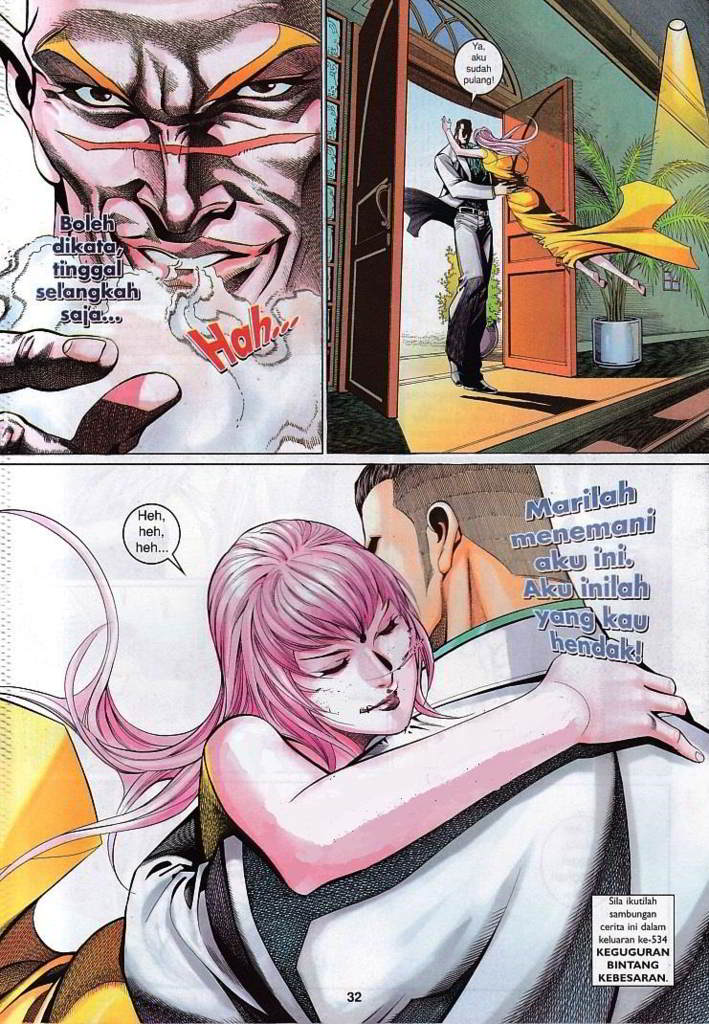 Boleh
dikata,
tinggal
selangkah
saja...
Hah...
Ya,
aku
sudah
pulang!
Heh,
heh,
heh...
Marilah
menemani
aku ini.
Aku inilah
yang kau
hendak!
Sila ikutilah
sambungan
cerita ini dalam
keluaran ke-534
KEGUGURAN
BINTANG
KEBESARAN.
32